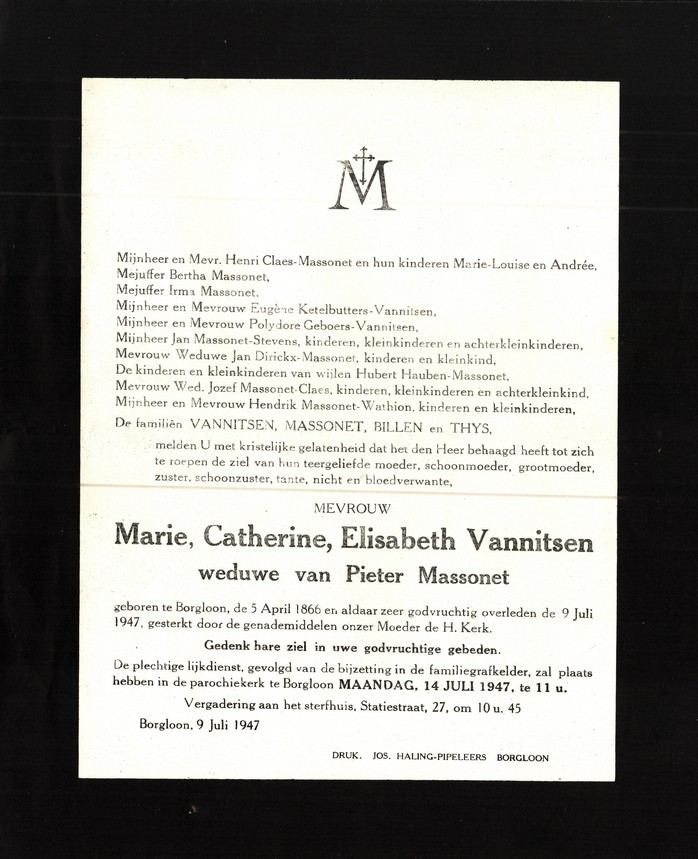 M
Mijnheer en Mevr. Henri Claes-Massonet en hun kinderen Marie-Louise en Andrée,
Mejuffer Bertha Massonet,
Mejuffer Irma Massonet,
Mijnheer en Mevrouw Eugène Ketelbutters-Vannitsen,
Mijnheer en Mevrouw Polydore Geboers-Vannitsen,
Mijnheer Jan Massonet-Stevens, kinderen, kleinkinderen en achterkleinkinderen,
Mevrouw Weduwe Jan Dirickx-Massonet, kinderen en kleinkind,
De kinderen en kleinkinderen van wijlen Hubert Hauben-Massonet,
Mevrouw Wed. Jozef Massonet-Claes, kinderen, kleinkinderen en achterkleinkind,
Mijnheer en Mevrouw Hendrik Massonet-Wathion, kinderen en kleinkinderen,
De familiën VANNITSEN, MASSONET, BILLEN en THYS,
melden U met kristelijke gelatenheid dat het den Heer behaagd heeft tot zich
te roepen de ziel van hun teergeliefde moeder, schoonmoeder, grootmoeder,
zuster, schoonzuster, tante, nicht en bloedverwante,
MEVROUW
Marie, Catherine, Elisabeth Vannitsen
weduwe van Pieter Massonet
geboren te Borgloon, de 5 April 1866 en aldaar zeer godvruchtig overleden de 9 Juli
1947, gesterkt door de genademiddelen onzer Moeder de H. Kerk.
Gedenk hare ziel in uwe godvruchtige gebeden.
De plechtige lijkdienst, gevolgd van de bijzetting in de familiegrafkelder, zal plaats
hebben in de parochiekerk te Borgloon MAANDAG, 14 JULI 1947, te 11 u.
Vergadering aan het sterfhuis, Statiestraat, 27, om 10 u. 45
Borgloon, 9 Juli 1947
DRUK. JOS. HALING-PIPELEERS BORGLOON